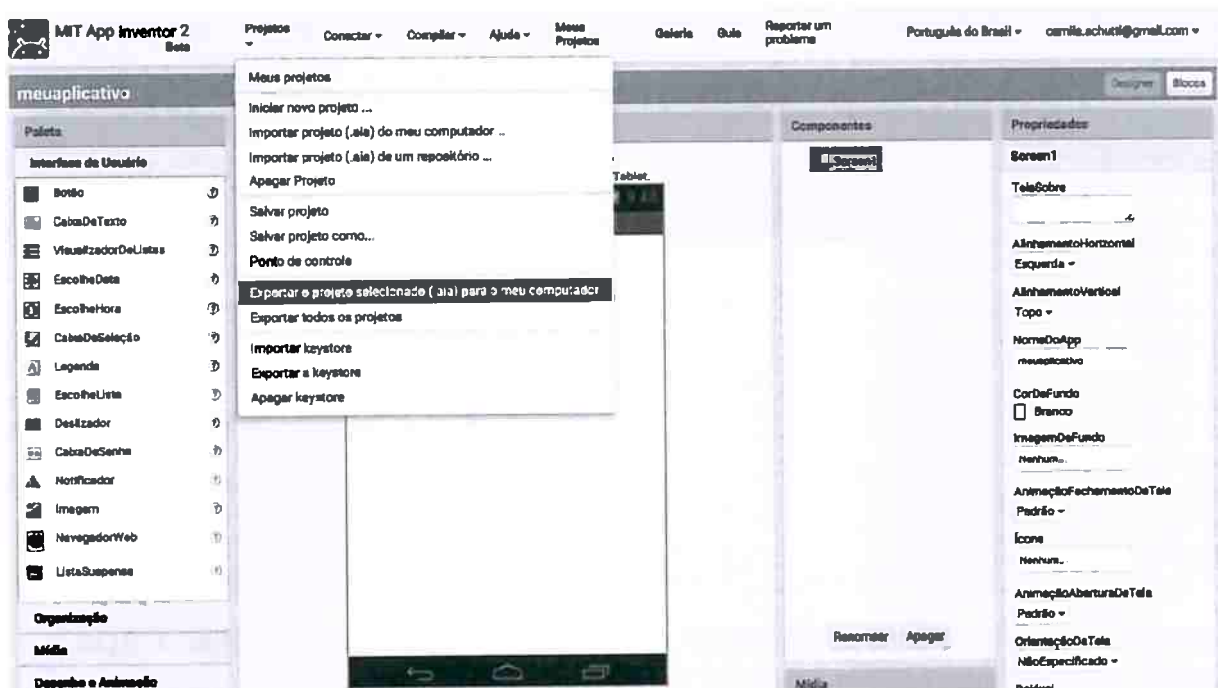 MIT App Inventor 2
Beta
Projetos
Conectar
Compilar
Ajuda
Meus
Projetos
Galeria
Guia
Reportar um
problema
Português do Brasil
camila.achutti@gmail.com
meuaplicativo
Designer
Blocos
Paleta
Interface de Usuário
Botão
CaixaDeTexto
VisualizadorDeListas
EscolheData
EscolheHora
CaixaDeSeleção
Legenda
EscolheLista
Deslizador
CaixaDeSenha
Notificador
Imagem
NavegadorWeb
ListaSuspensa
Organização
Mídia
Desenho e Animação
Meus projetos
Iniciar novo projeto ...
Importar projeto (.aia) do meu computador ...
Importar projeto (.aia) de um repositório ...
Apagar Projeto
Salvar projeto
Salvar projeto como...
Ponto de controle
Exportar o projeto selecionado (.aia) para o meu computador
Exportar todos os projetos
Importar keystore
Exportar a keystore
Apagar keystore
Tablet.
Componentes
Screen1
Renomear
Apagar
Mídia
Propriedades
Screen1
TelaSobre
AlinhamentoHorizontal
Esquerda
AlinhamentoVertical
Topo
NomeDoApp
meuaplicativo
CorDeFundo
Branco
ImagemDeFundo
Nenhum...
AnimaçãoFechamentoDeTela
Padrão
Ícone
Nenhum...
AnimaçãoAberturaDeTela
Padrão
OrientaçãoDaTela
NãoEspecificado